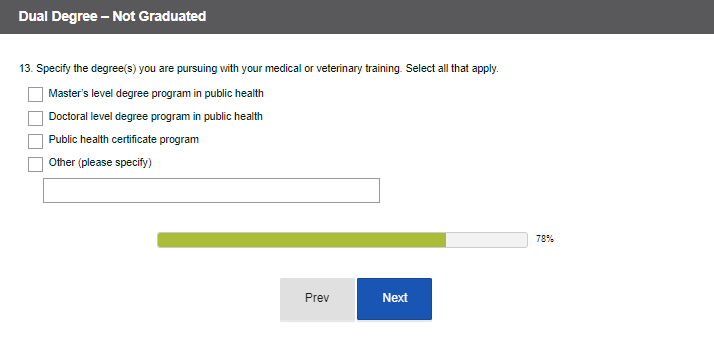 Dual Degree – Not Graduated
13. Specify the degree(s) you are pursuing with your medical or veterinary training. Select all that apply.
Master's level degree program in public health
Doctoral level degree program in public health
Public health certificate program
Other (please specify)
78%
Prev Next